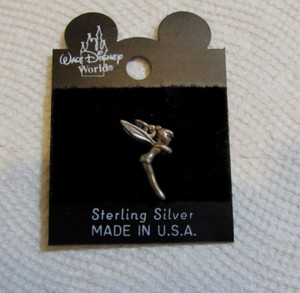 Walt Disney
World
Sterling Silver
MADE IN U.S.A.